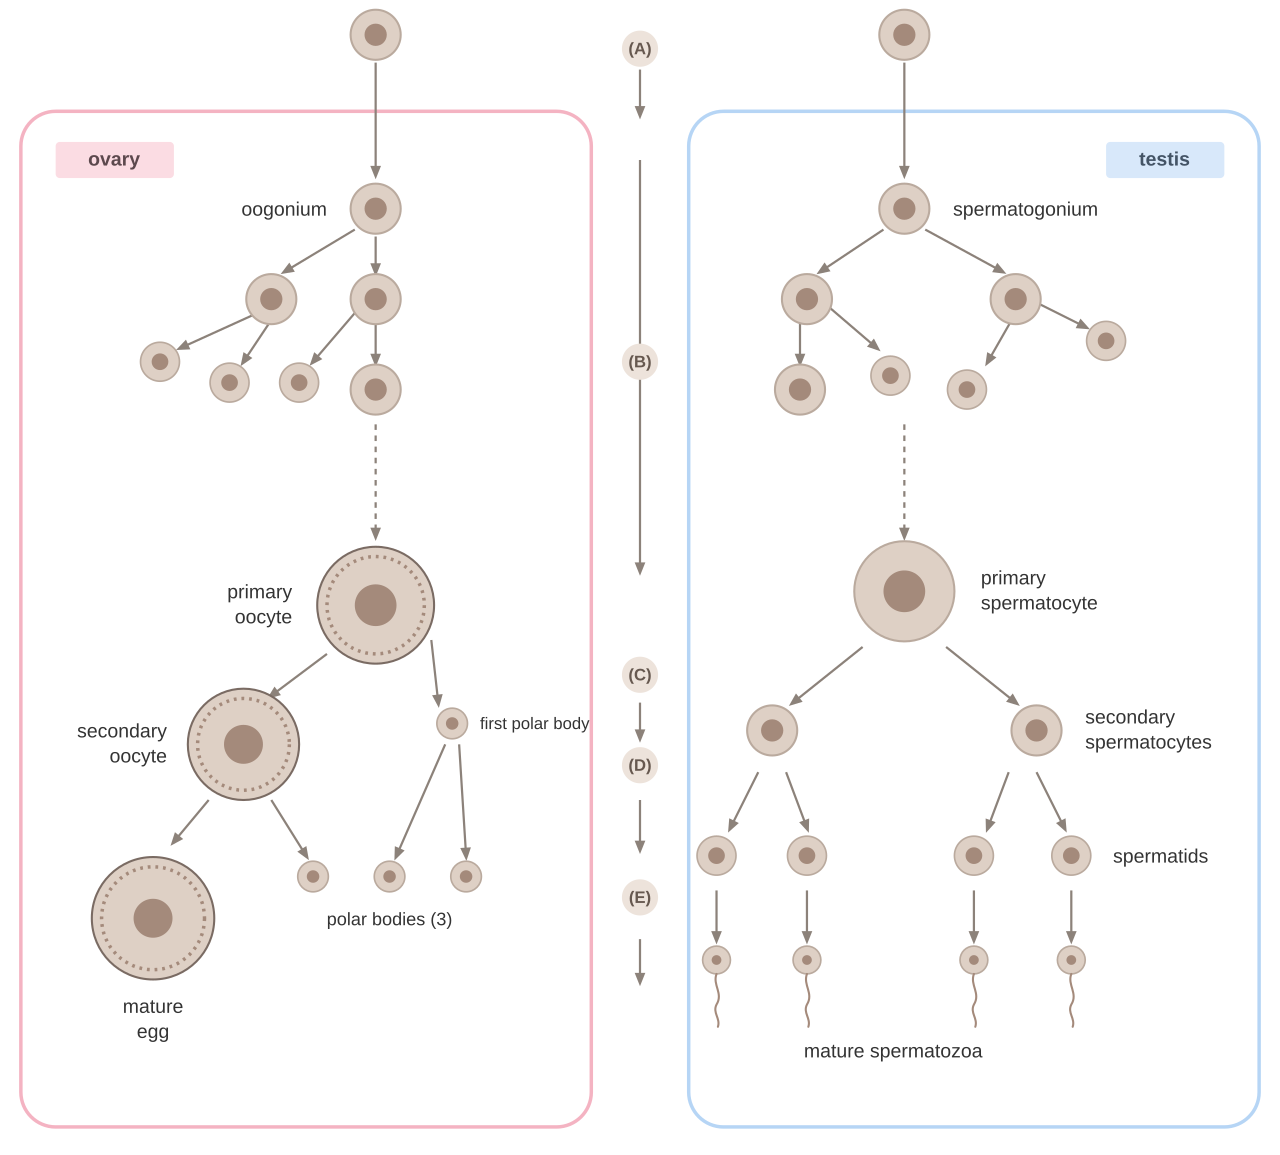 (A)
ovary
testis
oogonium
spermatogonium
(B)
primary
oocyte
primary
spermatocyte
(C)
secondary
oocyte
first polar body
secondary
spermatocytes
(D)
spermatids
(E)
polar bodies (3)
mature
egg
mature spermatozoa